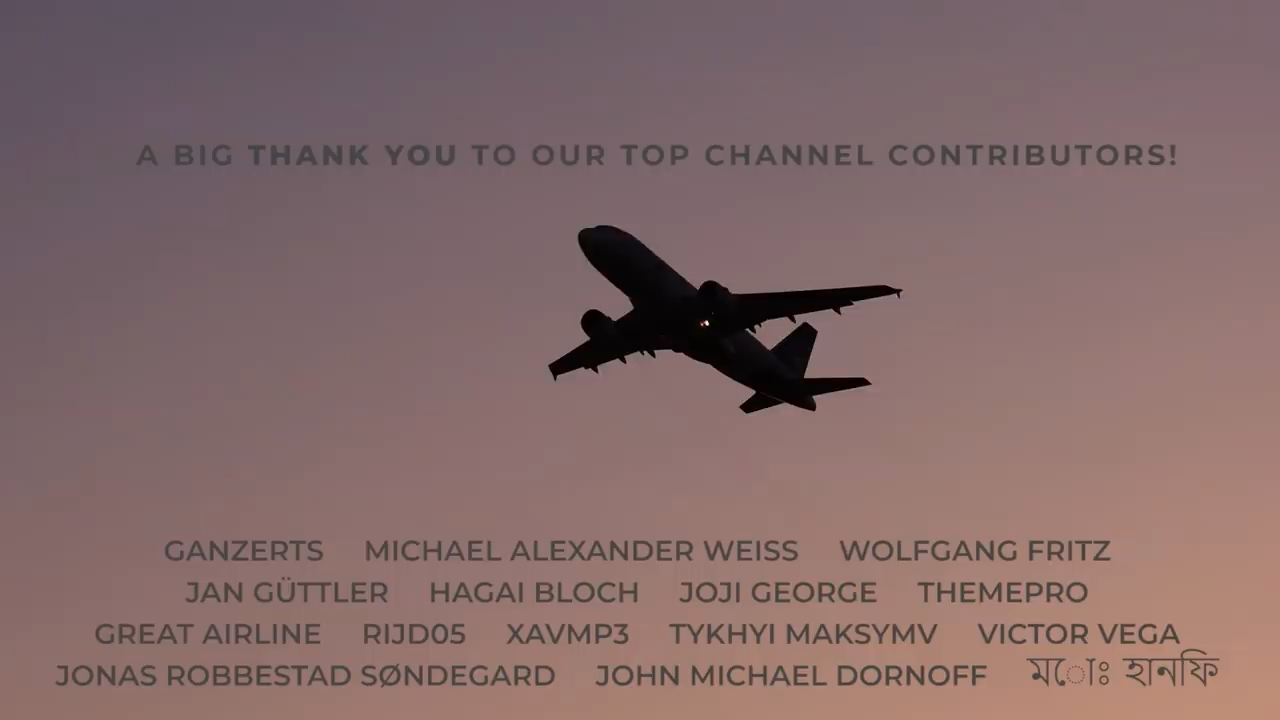 A BIG THANK YOU TO OUR TOP CHANNEL CONTRIBUTORS!
GANZERTS MICHAEL ALEXANDER WEISS WOLFGANG FRITZ
JAN GÜTTLER HAGAI BLOCH JOJI GEORGE THEMEPRO
GREAT AIRLINE RIJD05 XAVMP3 TYKHYI MAKSYMV VICTOR VEGA
JONAS ROBBESTAD SØNDEGARD JOHN MICHAEL DORNOFF মোঃ হানফি